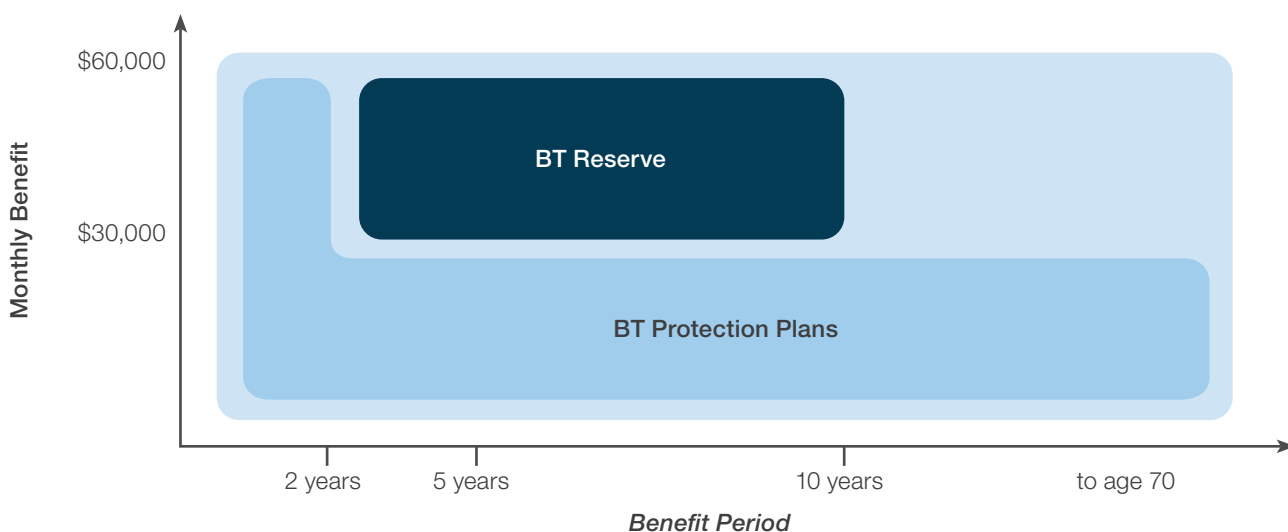 $60,000
BT Reserve
Monthly Benefit
$30,000
BT Protection Plans
2 years
5 years
10 years
to age 70
Benefit Period